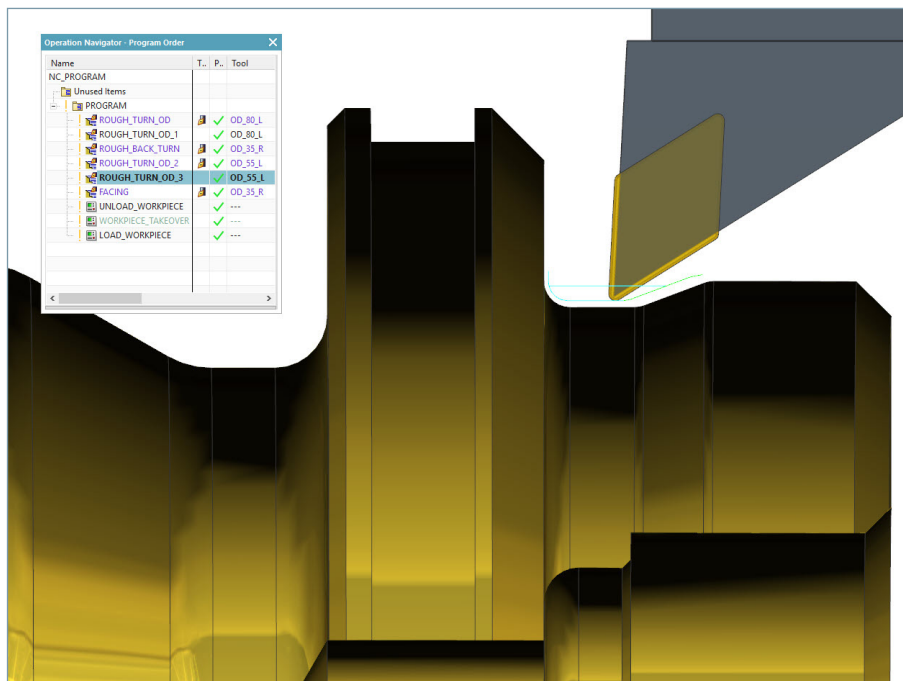 Operation Navigator - Program Order
Name T.. P.. Tool
NC_PROGRAM
Unused Items
PROGRAM
ROUGH_TURN_OD OD_80_L
ROUGH_TURN_OD_1 OD_80_L
ROUGH_BACK_TURN OD_35_R
ROUGH_TURN_OD_2 OD_55_L
ROUGH_TURN_OD_3 OD_55_L
FACING OD_35_R
UNLOAD_WORKPIECE ---
WORKPIECE_TAKEOVER ---
LOAD_WORKPIECE ---